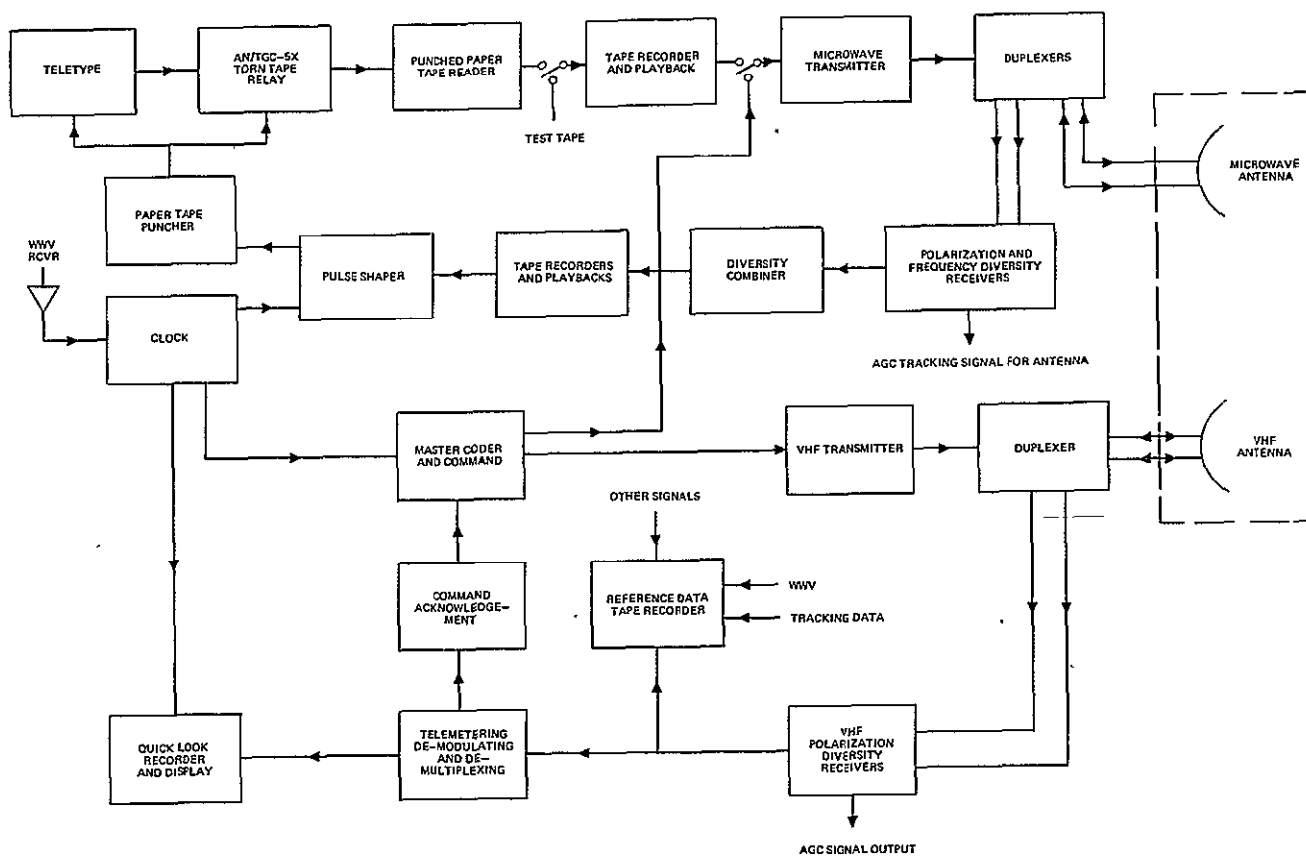 TELETYPE
AN/TGC-5X
TORN TAPE
RELAY
PUNCHED PAPER
TAPE READER
TEST TAPE
TAPE RECORDER
AND PLAYBACK
MICROWAVE
TRANSMITTER
DUPLEXERS
MICROWAVE
ANTENNA
PAPER TAPE
PUNCHER
WWV
RCVR
CLOCK
PULSE SHAPER
TAPE RECORDERS
AND PLAYBACKS
DIVERSITY
COMBINER
POLARIZATION AND
FREQUENCY DIVERSITY
RECEIVERS
AGC TRACKING SIGNAL FOR ANTENNA
MASTER CODER
AND COMMAND
VHF TRANSMITTER
DUPLEXER
VHF
ANTENNA
OTHER SIGNALS
COMMAND
ACKNOWLEDGE-
MENT
REFERENCE DATA
TAPE RECORDER
WWV
TRACKING DATA
QUICK LOOK
RECORDER
AND DISPLAY
TELEMETERING
DE-MODULATING
AND DE-
MULTIPLEXING
VHF
POLARIZATION
DIVERSITY
RECEIVERS
AGC SIGNAL OUTPUT